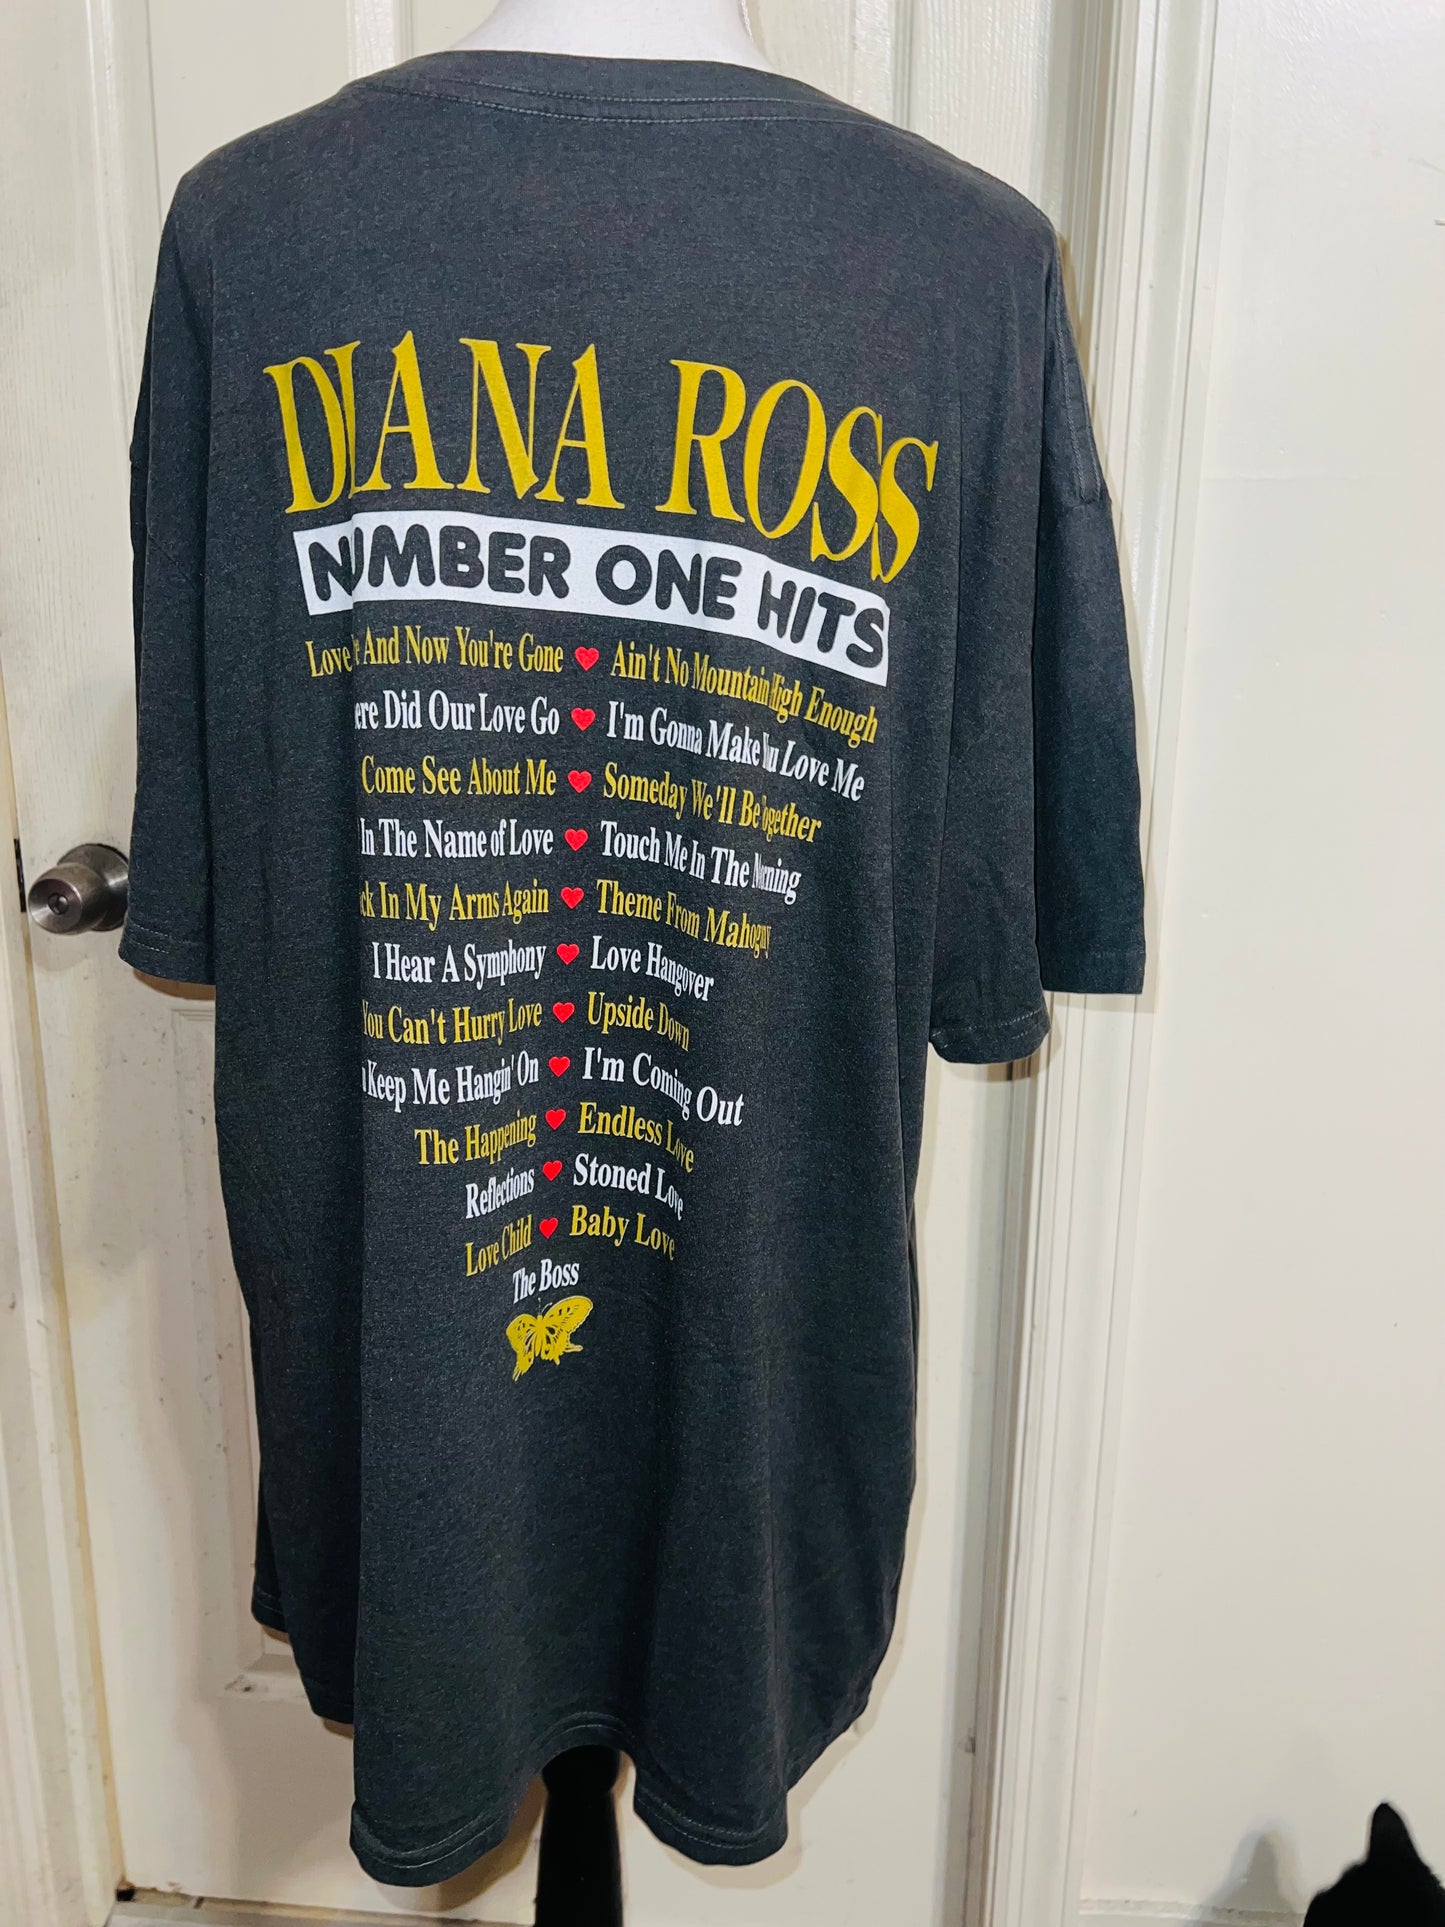 DIANA ROSS
NUMBER ONE HITS
Love And Now You're Gone ♥ Ain't No Mountain High Enough
Did Our Love Go ♥ I'm Gonna Make You Love Me
Come See About Me ♥ Someday We'll Be Together
In The Name of Love ♥ Touch Me In The Morning
In My Arms Again ♥ Theme From Mahogny
I Hear A Symphony ♥ Love Hangover
You Can't Hurry Love ♥ Upside Down
Keep Me Hangin' On ♥ I'm Coming Out
The Happening ♥ Endless Love
Reflections ♥ Stoned Love
Love Child ♥ Baby Love
The Boss